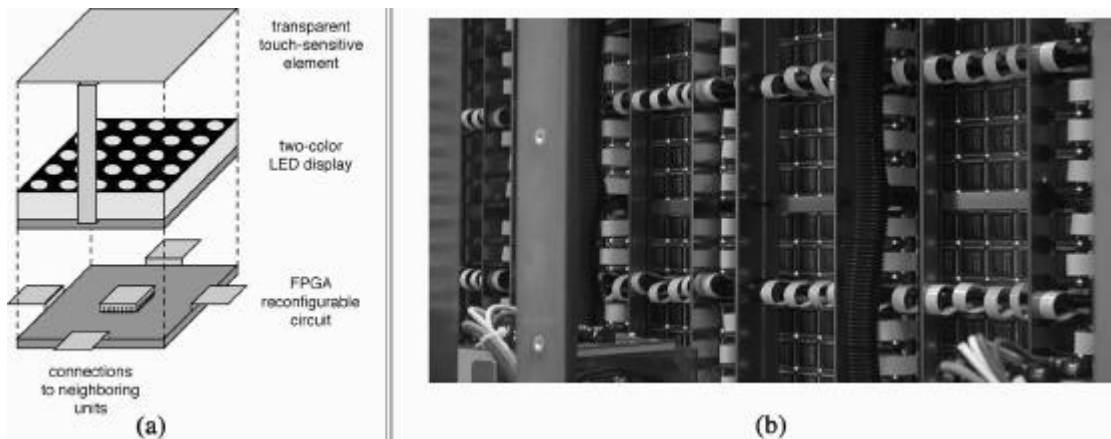 transparent
touch-sensitive
element
two-color
LED display
FPGA
reconfigurable
circuit
connections
to neighboring
units
(a)
(b)